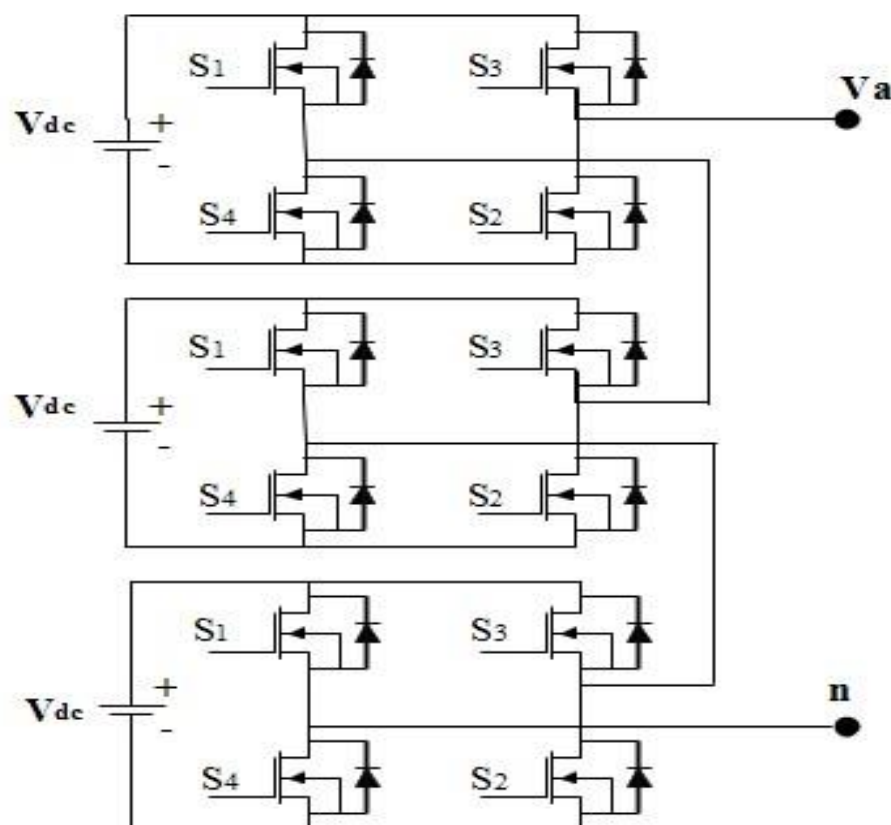 S1 S3 Va
Vdc + -
S4 S2
S1 S3
Vdc + -
S4 S2
S1 S3
Vdc + - n
S4 S2